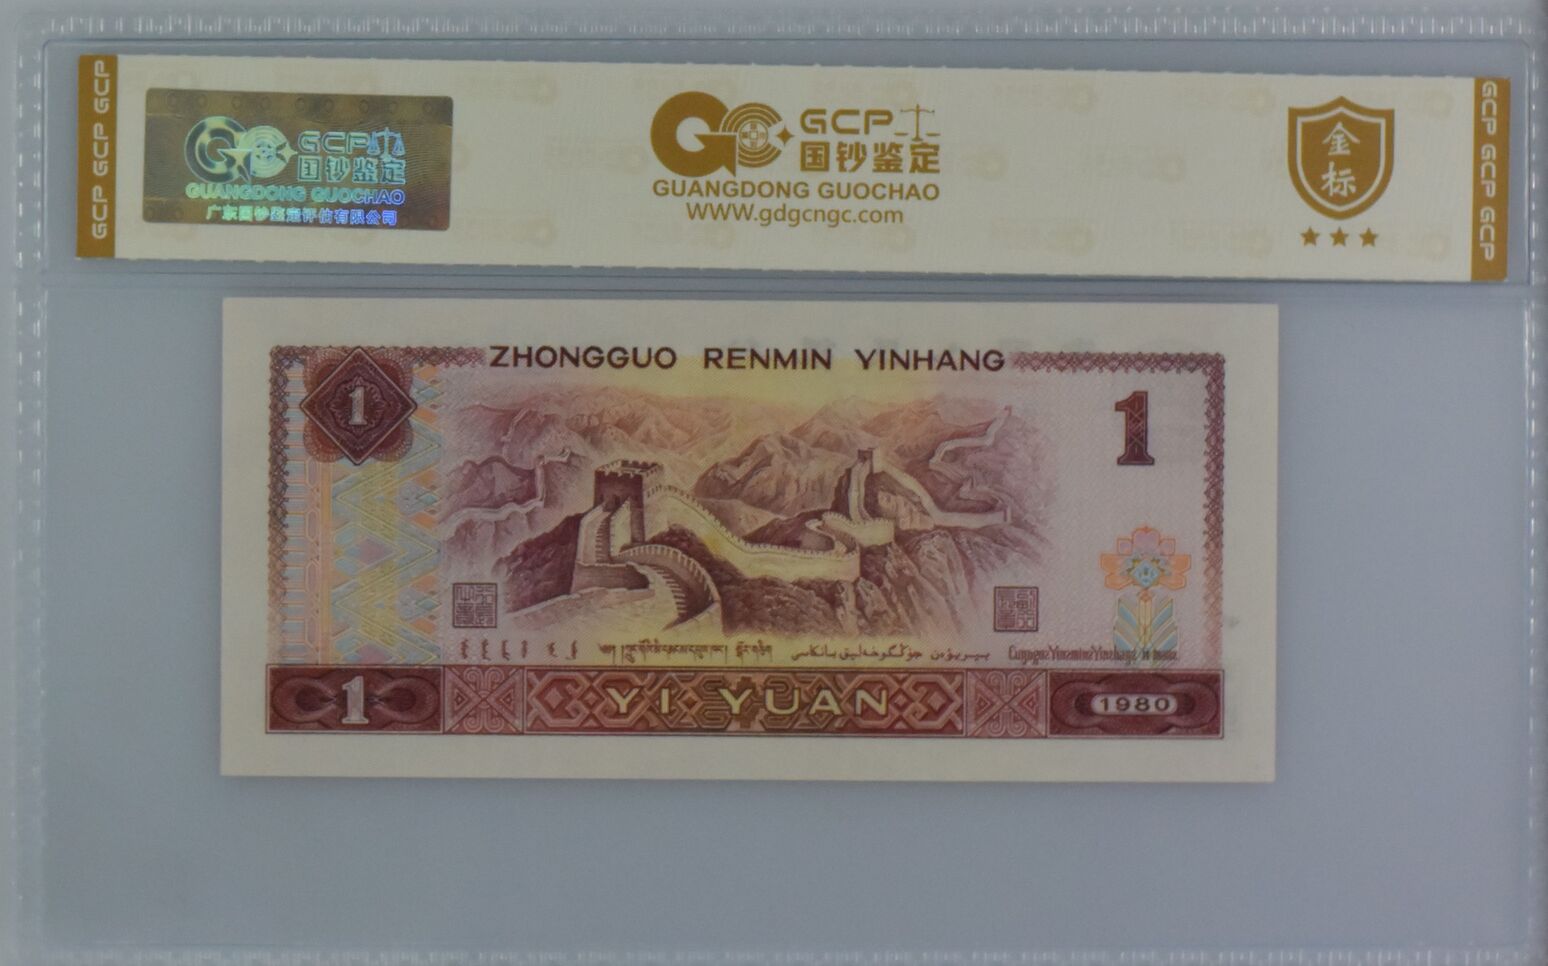 GCP GCP GCP
GCP
国钞鉴定
GUANGDONG GUOCHAO
广东国钞鉴定评估有限公司
GCP
国钞鉴定
GUANGDONG GUOCHAO
WWW.gdgcngc.com
金
标
GCP GCP GCP GCP
ZHONGGUO RENMIN YINHANG
1
1
1
YI YUAN
1980